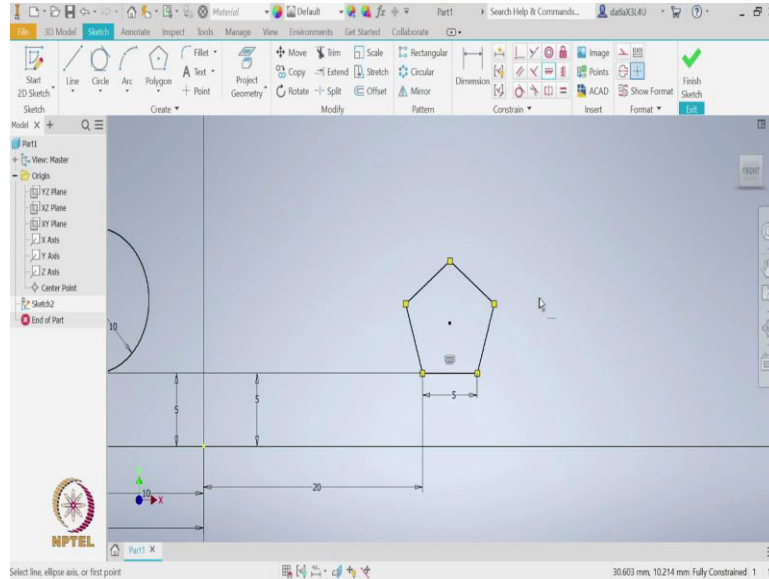 Material
Default
Part1
Search Help & Commands...
datlaX3L4U
File 3D Model Sketch Annotate Inspect Tools Manage View Environments Get Started Collaborate
Start
2D Sketch
Line
Circle
Arc
Polygon
Fillet
Text
Point
Project
Geometry
Move Trim Scale
Copy Extend Stretch
Rotate Split Offset
Rectangular
Circular
Mirror
Dimension
Image
Points
ACAD
Show Format
Finish
Sketch
Sketch Create Modify Pattern Constrain Insert Format Exit
Model
Part1
View: Master
Origin
YZ Plane
XZ Plane
XY Plane
X Axis
Y Axis
Z Axis
Center Point
Sketch2
End of Part
FRONT
10
5
5
5
20
10
X
NPTEL
Part1
Select line, ellipse axis, or first point
30.603 mm, 10.214 mm Fully Constrained 1